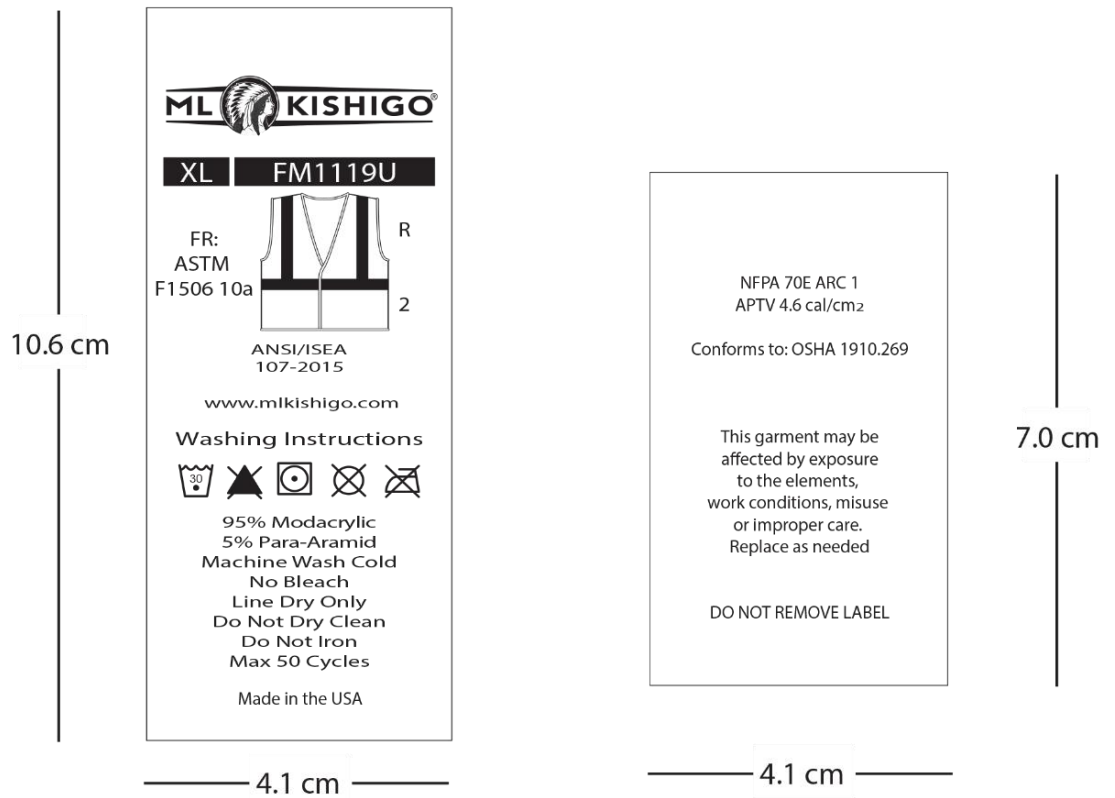 ML KISHIGO®
XL FM1119U
FR:
ASTM
F1506 10a
R
2
ANSI/ISEA
107-2015
www.mlkishigo.com
Washing Instructions
30
95% Modacrylic
5% Para-Aramid
Machine Wash Cold
No Bleach
Line Dry Only
Do Not Dry Clean
Do Not Iron
Max 50 Cycles
Made in the USA
10.6 cm
4.1 cm
NFPA 70E ARC 1
APTV 4.6 cal/cm2
Conforms to: OSHA 1910.269
This garment may be
affected by exposure
to the elements,
work conditions, misuse
or improper care.
Replace as needed
DO NOT REMOVE LABEL
7.0 cm
4.1 cm